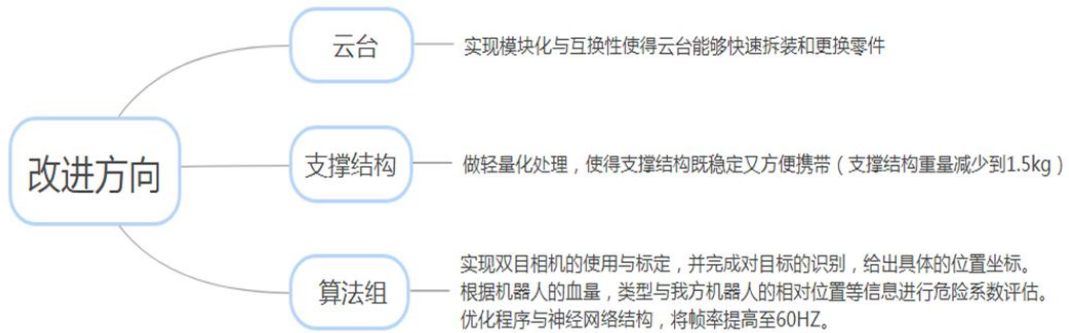 云台
实现模块化与互换性使得云台能够快速拆装和更换零件
改进方向
支撑结构
做轻量化处理，使得支撑结构既稳定又方便携带（支撑结构重量减少到1.5kg）
算法组
实现双目相机的使用与标定，并完成对目标的识别，给出具体的位置坐标。
根据机器人的血量，类型与我方机器人的相对位置等信息进行危险系数评估。
优化程序与神经网络结构，将帧率提高至60HZ。